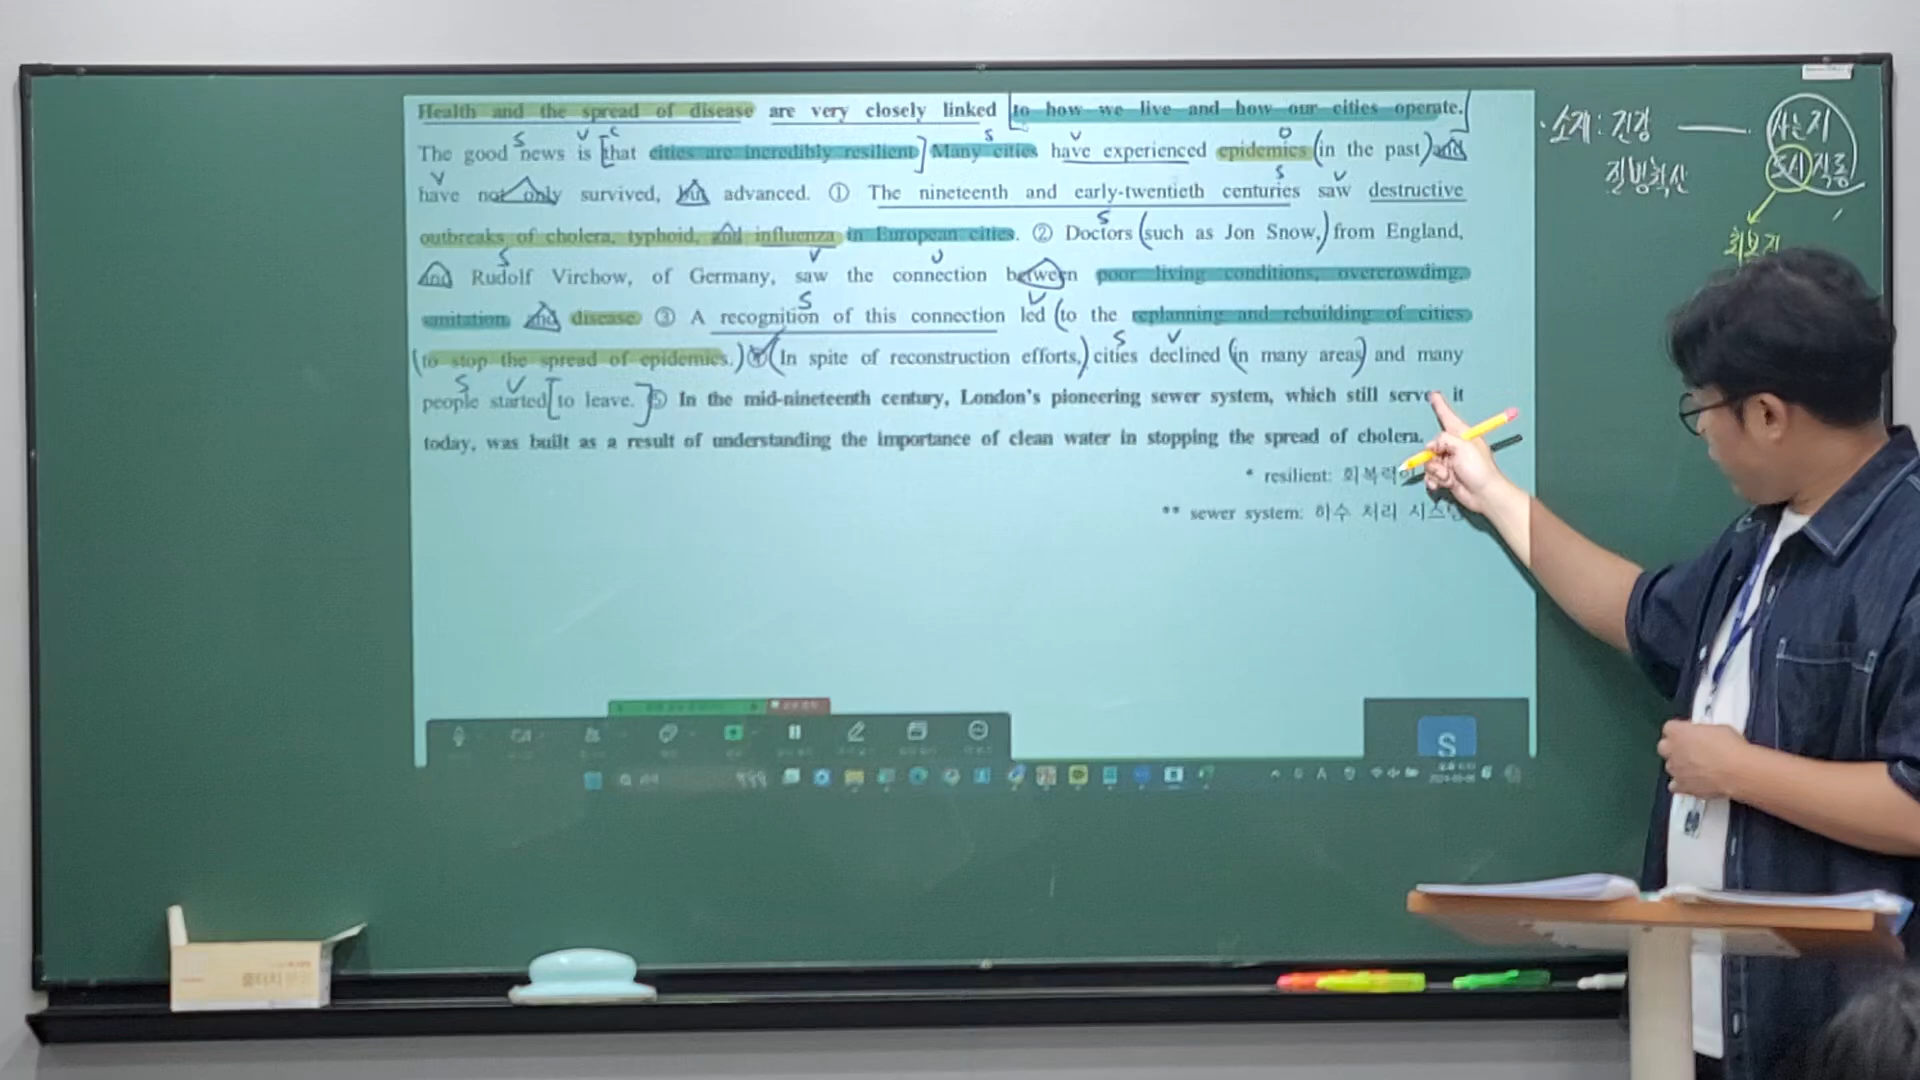 Health and the spread of disease are very closely linked to how we live and how our cities operate.
The good news is that cities are incredibly resilient. Many cities have experienced epidemics in the past and
have not only survived, but advanced. ① The nineteenth and early-twentieth centuries saw destructive
outbreaks of cholera, typhoid, and influenza in European cities. ② Doctors such as Jon Snow, from England,
and Rudolf Virchow, of Germany, saw the connection between poor living conditions, overcrowding,
sanitation, and disease. ③ A recognition of this connection led to the replanning and rebuilding of cities
to stop the spread of epidemics. ④ In spite of reconstruction efforts, cities declined in many areas and many
people started to leave. ⑤ In the mid-nineteenth century, London's pioneering sewer system, which still serves it
today, was built as a result of understanding the importance of clean water in stopping the spread of cholera.
* resilient: 회복력이
** sewer system: 하수 처리 시스템
· 소재: 건강 — 사는지
질병확산 도시 작동
S V C S V O
V S V
S
S V O
S V
S V
S V
S